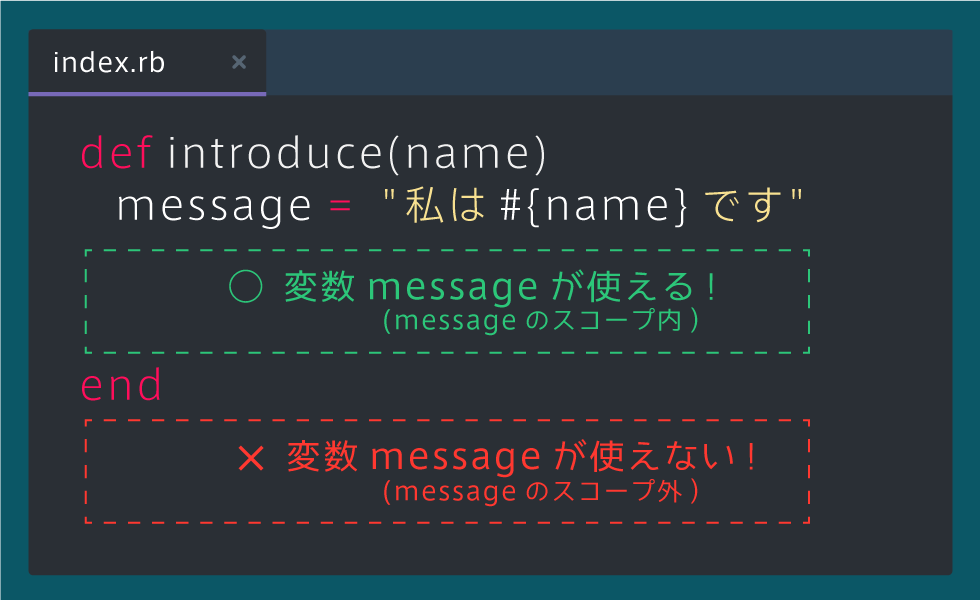 index.rb ×
def introduce(name)
message = "私は #{name} です"
○ 変数 message が使える!
(message のスコープ内)
end
× 変数 message が使えない!
(message のスコープ外)